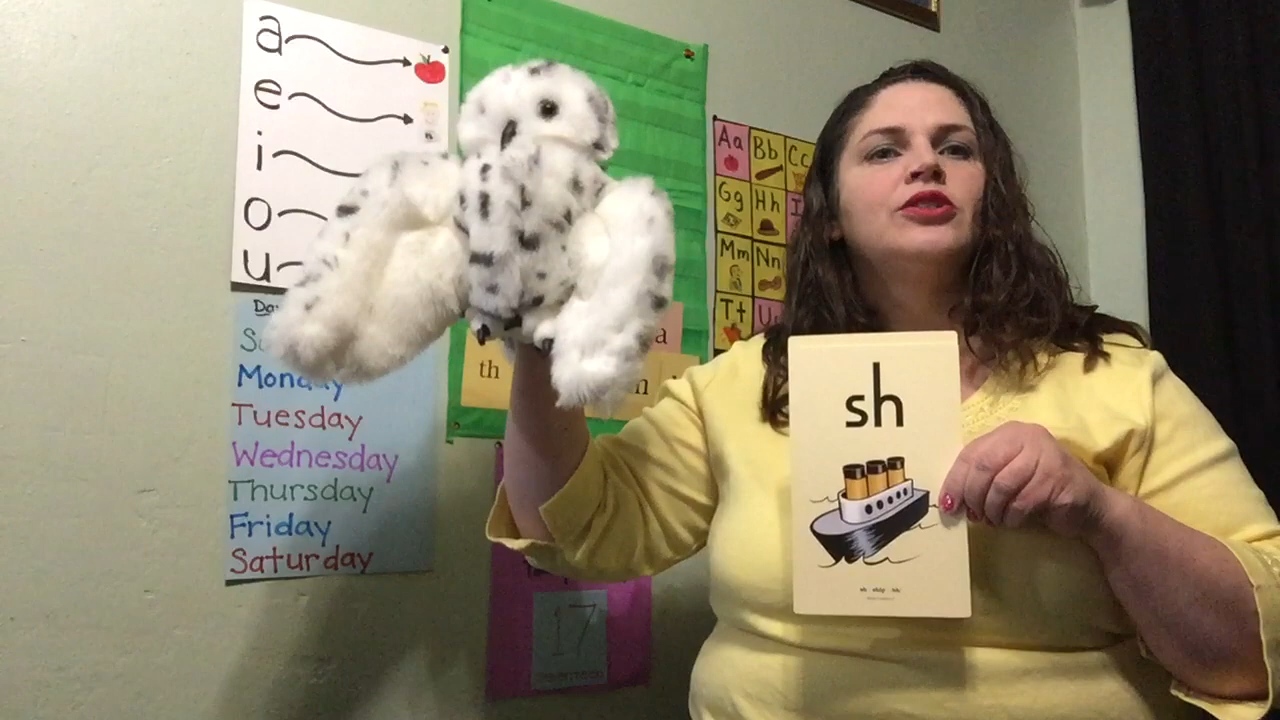 a
e
i
o
u
Monday
Tuesday
Wednesday
Thursday
Friday
Saturday
th
a
Aa Bb Cc
Gg Hh I
Mm Nn
Tt U
sh
17